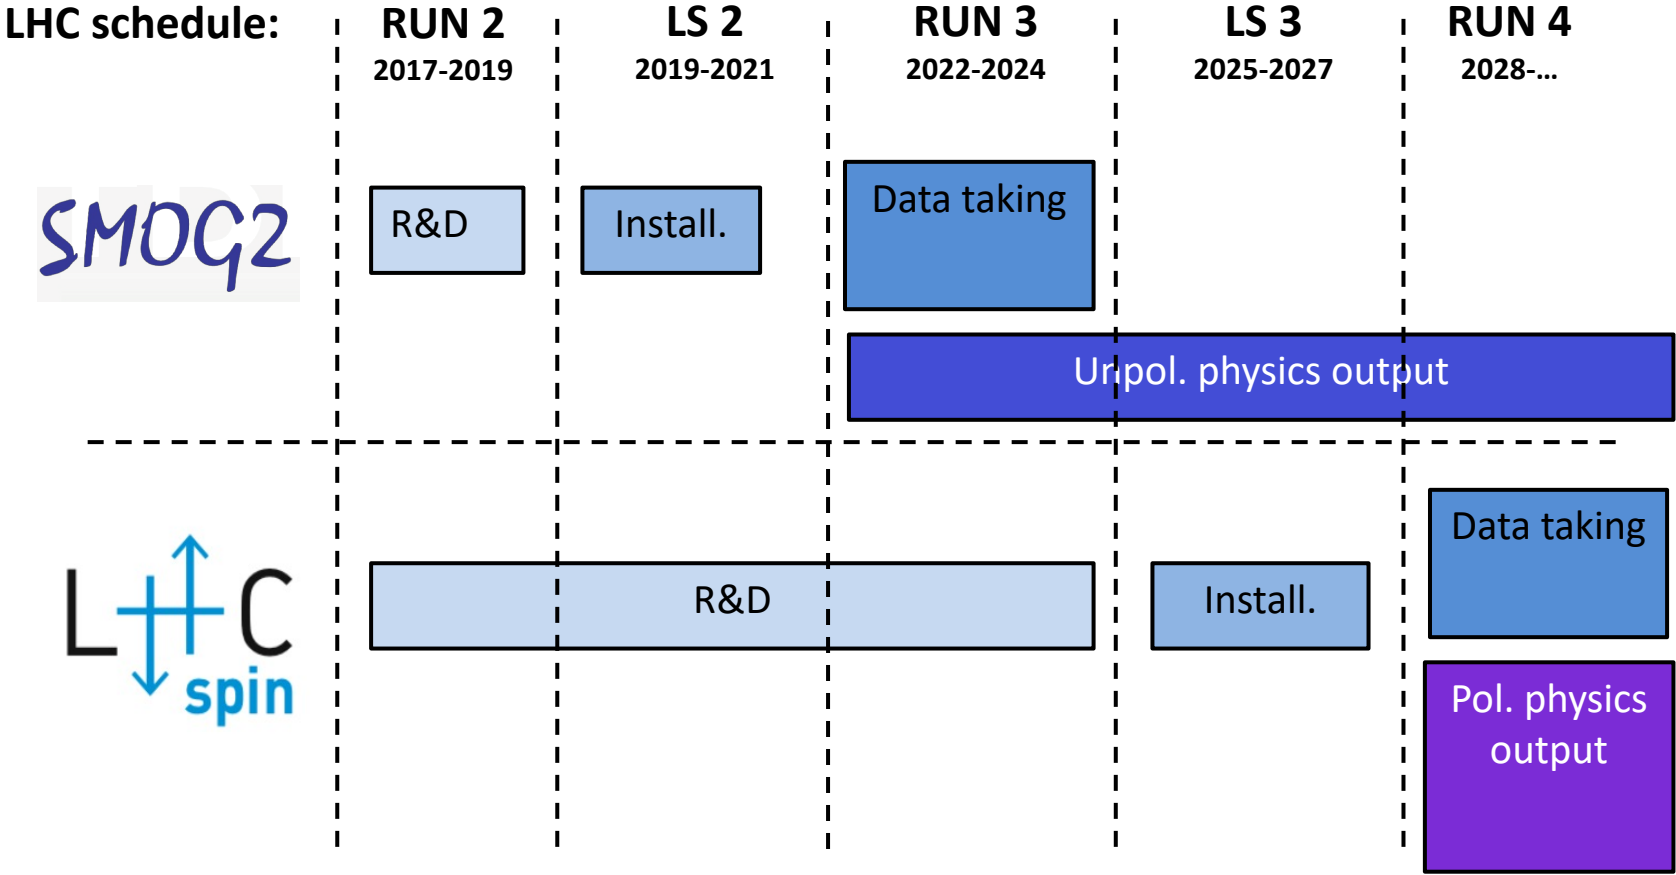 LHC schedule:
RUN 2
LS 2
RUN 3
LS 3
RUN 4
2017-2019
2019-2021
2022-2024
2025-2027
2028-...
SMOG2
R&D
Install.
Data taking
Unpol. physics output
LHC
spin
R&D
Install.
Data taking
Pol. physics
output